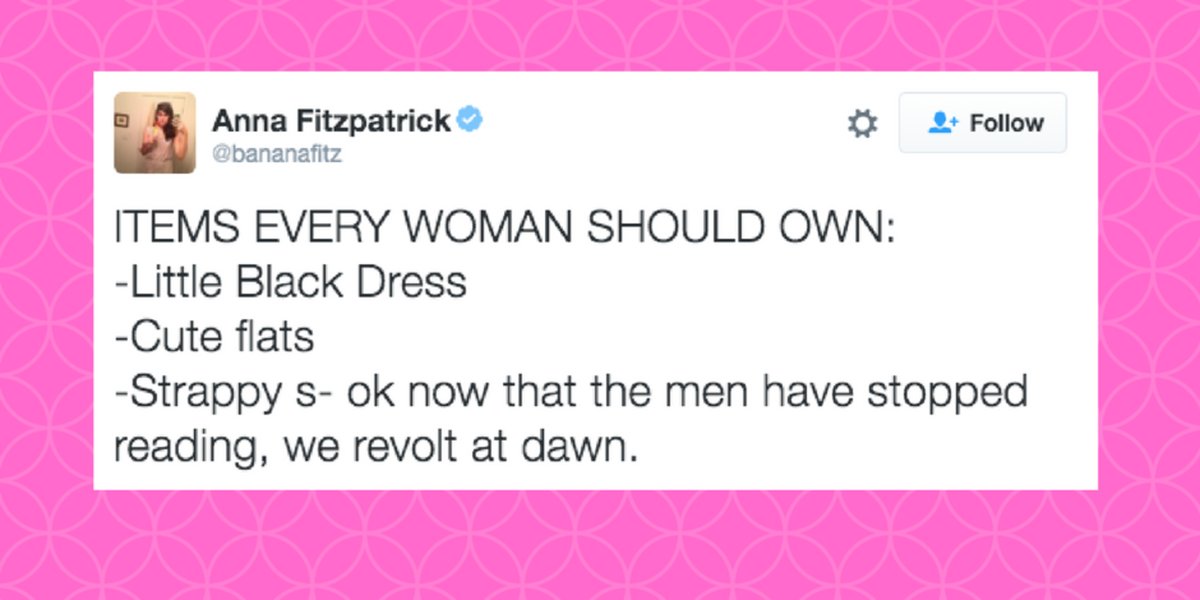 Anna Fitzpatrick
@bananafitz
Follow
ITEMS EVERY WOMAN SHOULD OWN:
-Little Black Dress
-Cute flats
-Strappy s- ok now that the men have stopped
reading, we revolt at dawn.